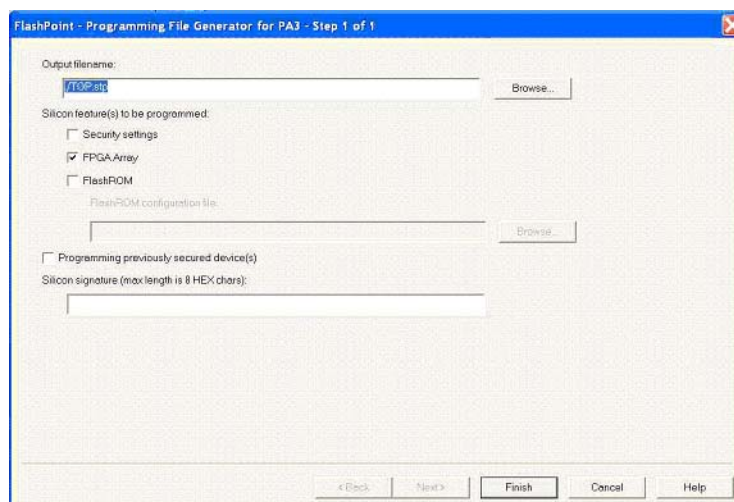 FlashPoint - Programming File Generator for PA3 - Step 1 of 1
Output filename:
./TOP.stp
Browse...
Silicon feature(s) to be programmed:
Security settings
FPGA Array
FlashROM
FlashROM configuration file:
Browse...
Programming previously secured device(s)
Silicon signature (max length is 8 HEX chars):
< Back
Next >
Finish
Cancel
Help